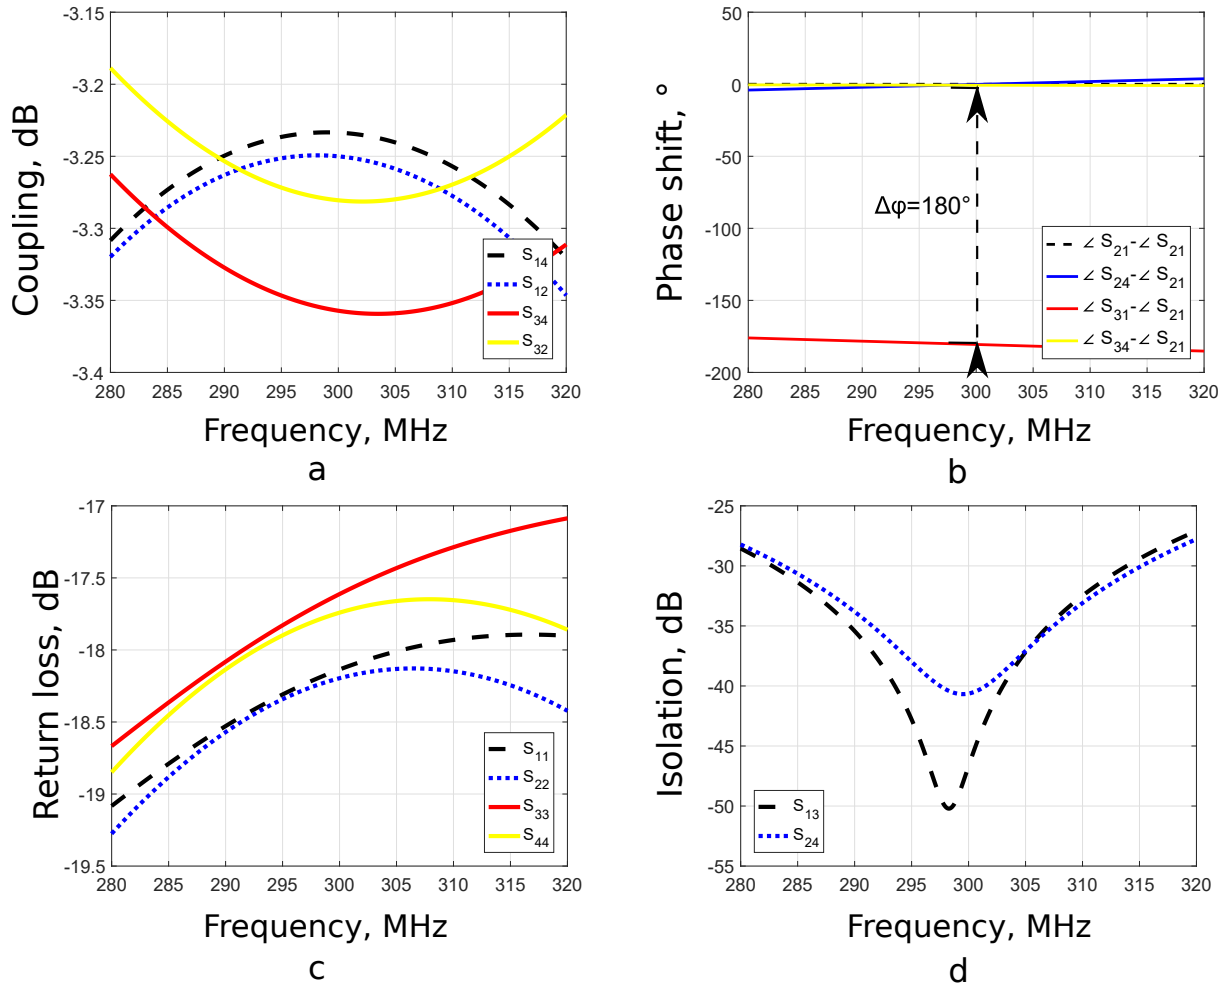 -3.15
-3.2
-3.25
-3.3
-3.35
-3.4
280 285 290 295 300 305 310 315 320
Coupling, dB
Frequency, MHz
S14
S12
S34
S32
a
50
0
-50
-100
-150
-200
280 285 290 295 300 305 310 315 320
Phase shift, °
Frequency, MHz
Δφ=180°
∠ S21-∠ S21
∠ S24-∠ S21
∠ S31-∠ S21
∠ S34-∠ S21
b
-17
-17.5
-18
-18.5
-19
-19.5
280 285 290 295 300 305 310 315 320
Return loss, dB
Frequency, MHz
S11
S22
S33
S44
c
-25
-30
-35
-40
-45
-50
-55
280 285 290 295 300 305 310 315 320
Isolation, dB
Frequency, MHz
S13
S24
d